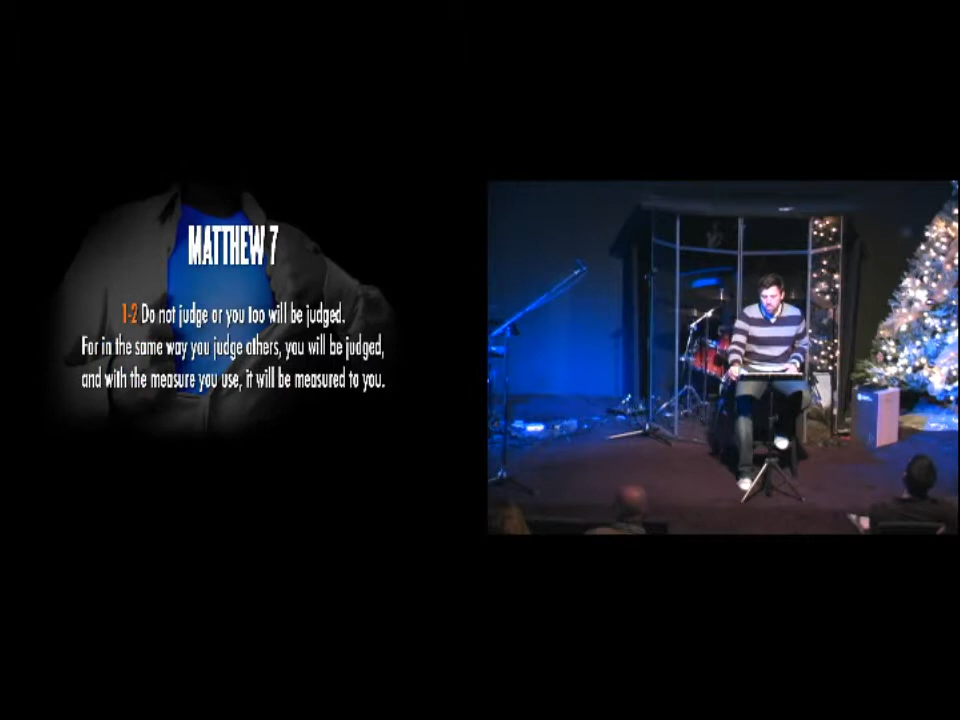 MATTHEW 7
1-2 Do not judge or you too will be judged.
For in the same way you judge others, you will be judged,
and with the measure you use, it will be measured to you.